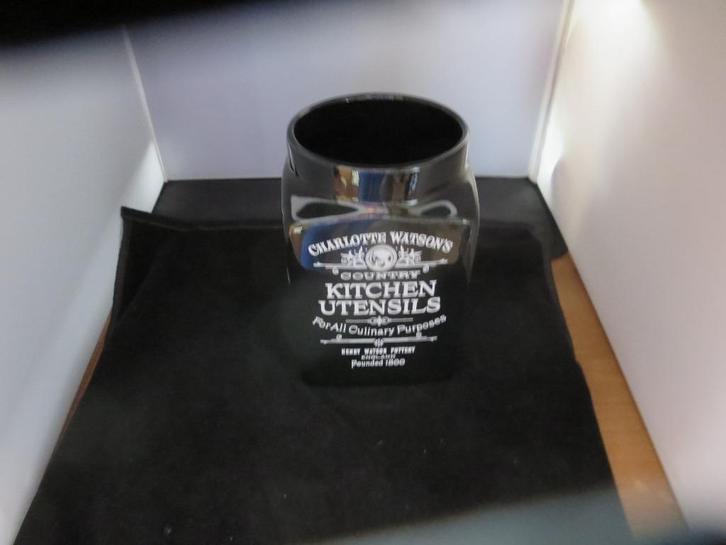 CHARLOTTE WATSON'S
COUNTRY
KITCHEN
UTENSILS
For All Culinary Purposes
HENRY WATSON POTTERY
ENGLAND
Founded 1800